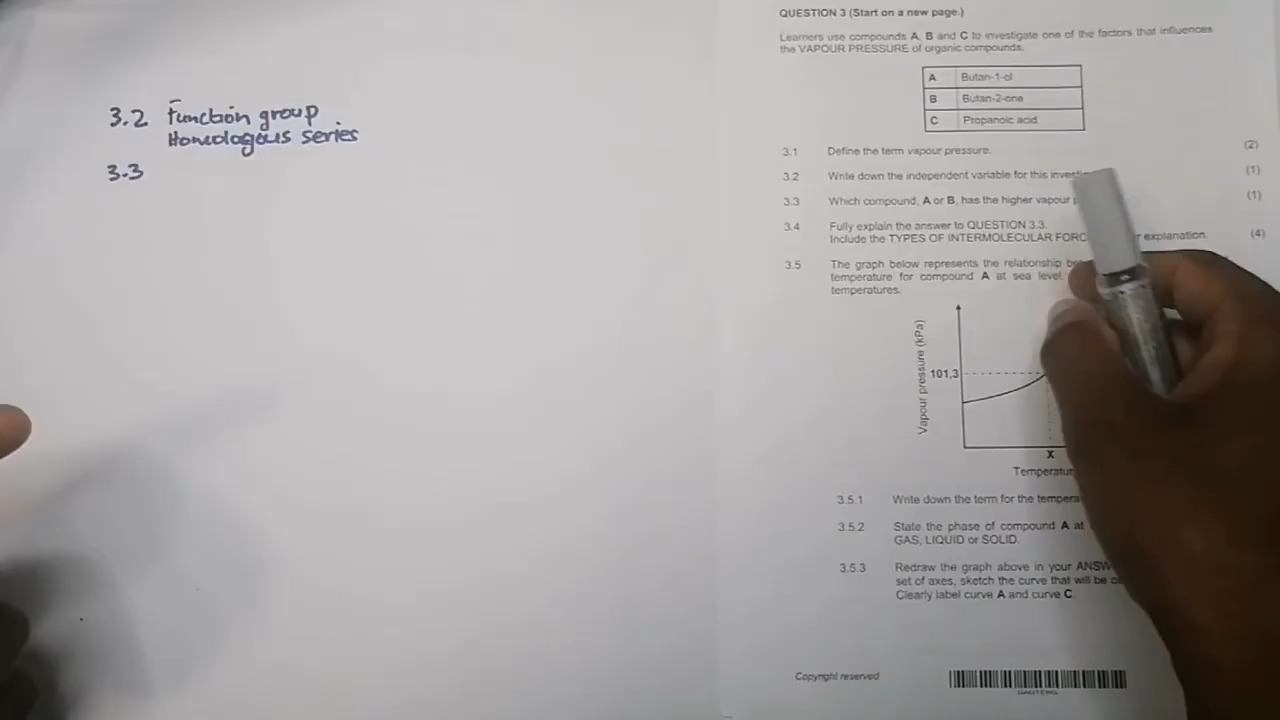 3.2 Function group
Homologous series
3.3
QUESTION 3 (Start on a new page.)
Learners use compounds A, B and C to investigate one of the factors that influences
the VAPOUR PRESSURE of organic compounds.
A Butan-1-ol
B Butan-2-one
C Propanoic acid
3.1 Define the term vapour pressure. (2)
3.2 Write down the independent variable for this (1)
3.3 Which compound, A or B, has the higher vapour (1)
3.4 Fully explain the answer to QUESTION 3.3.
Include the TYPES OF INTERMOLECULAR explanation. (4)
3.5 The graph below represents the relationship
temperature for compound A at sea level
temperatures.
Vapour pressure (kPa)
101,3
X
3.5.1 Write down the term for the
3.5.2 State the phase of compound A at
GAS, LIQUID or SOLID.
3.5.3 Redraw the graph above in your
set of axes, sketch the curve that will be
Clearly label curve A and curve C.
Copyright reserved